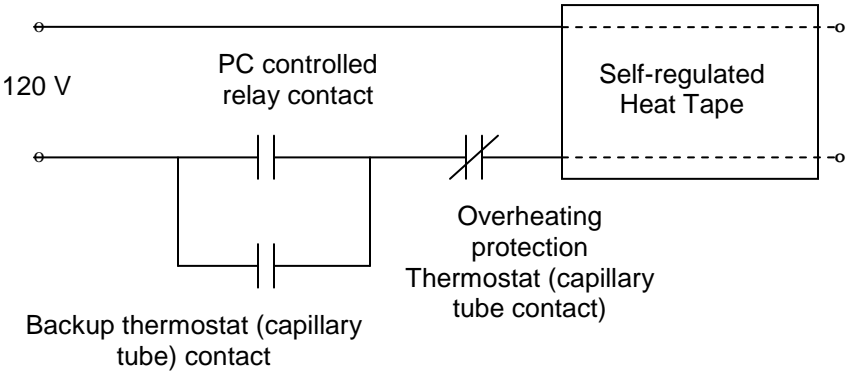 120 V
PC controlled
relay contact
Self-regulated
Heat Tape
Overheating
protection
Thermostat (capillary
tube contact)
Backup thermostat (capillary
tube) contact